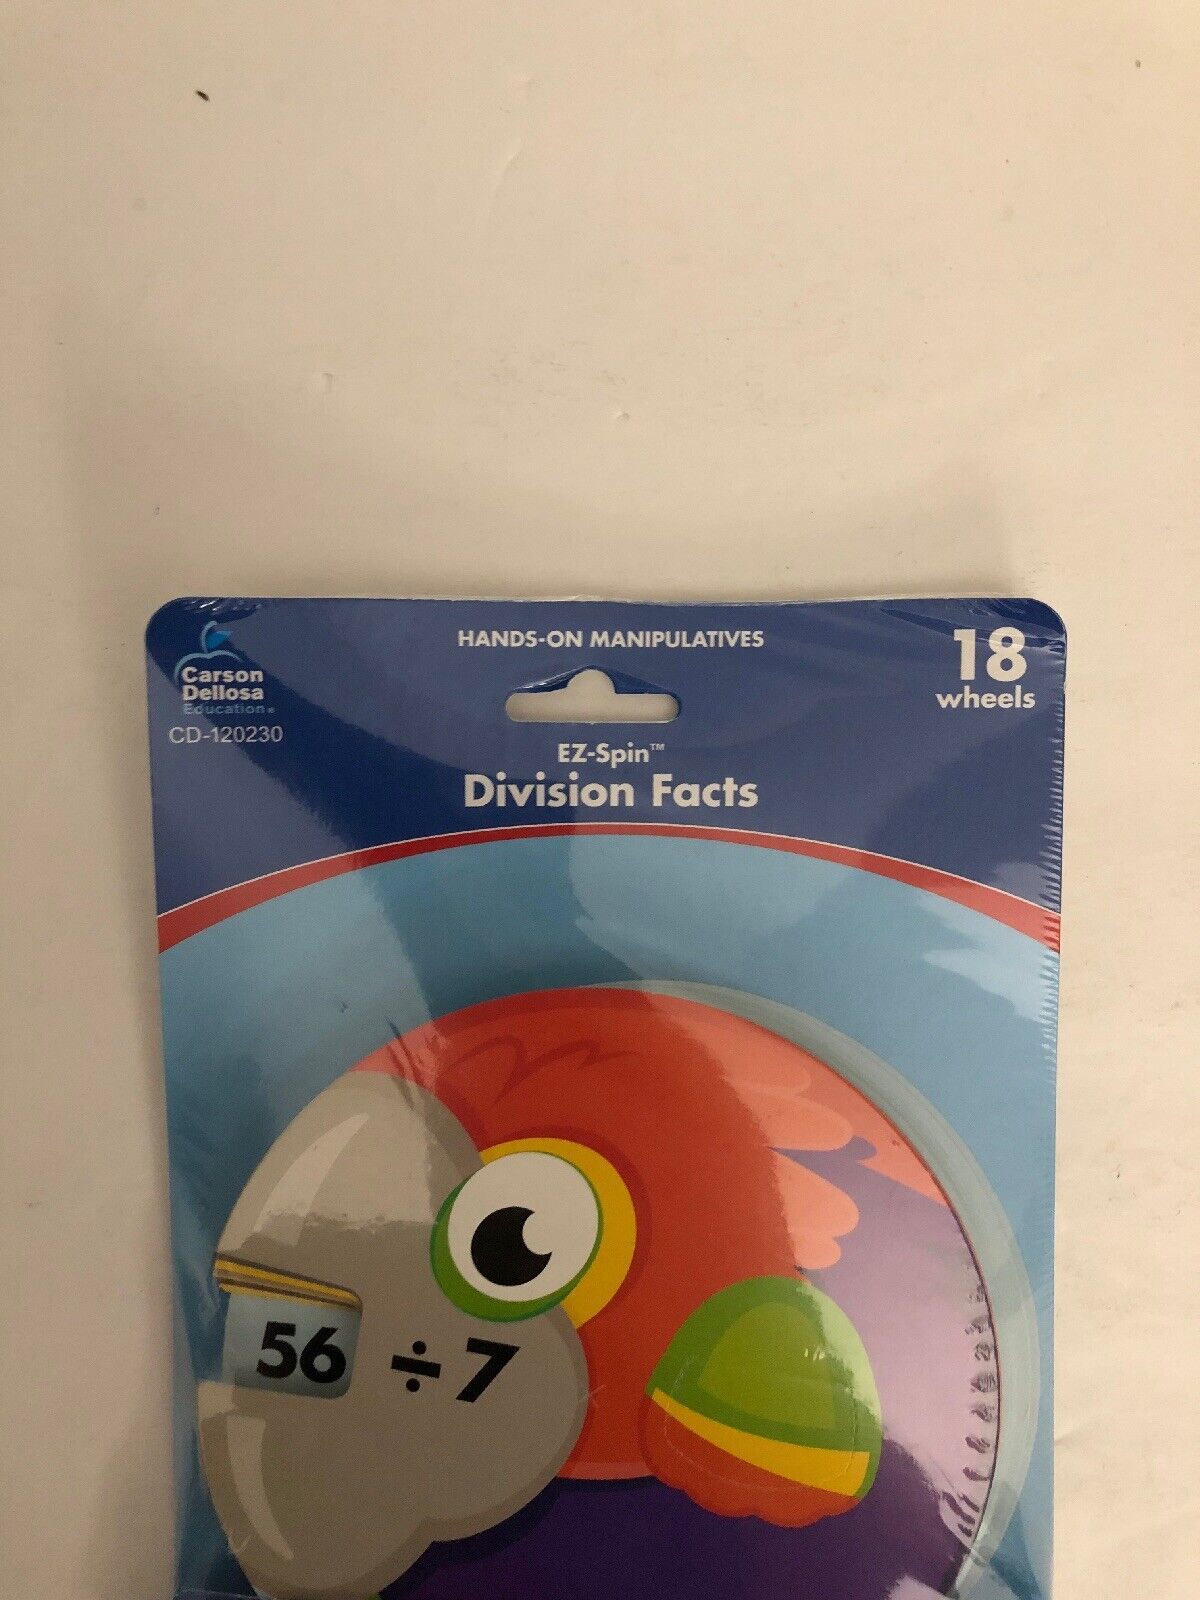 HANDS-ON MANIPULATIVES
18
wheels
Carson
Dellosa
Education
CD-120230
EZ-Spin™
Division Facts
56 ÷ 7